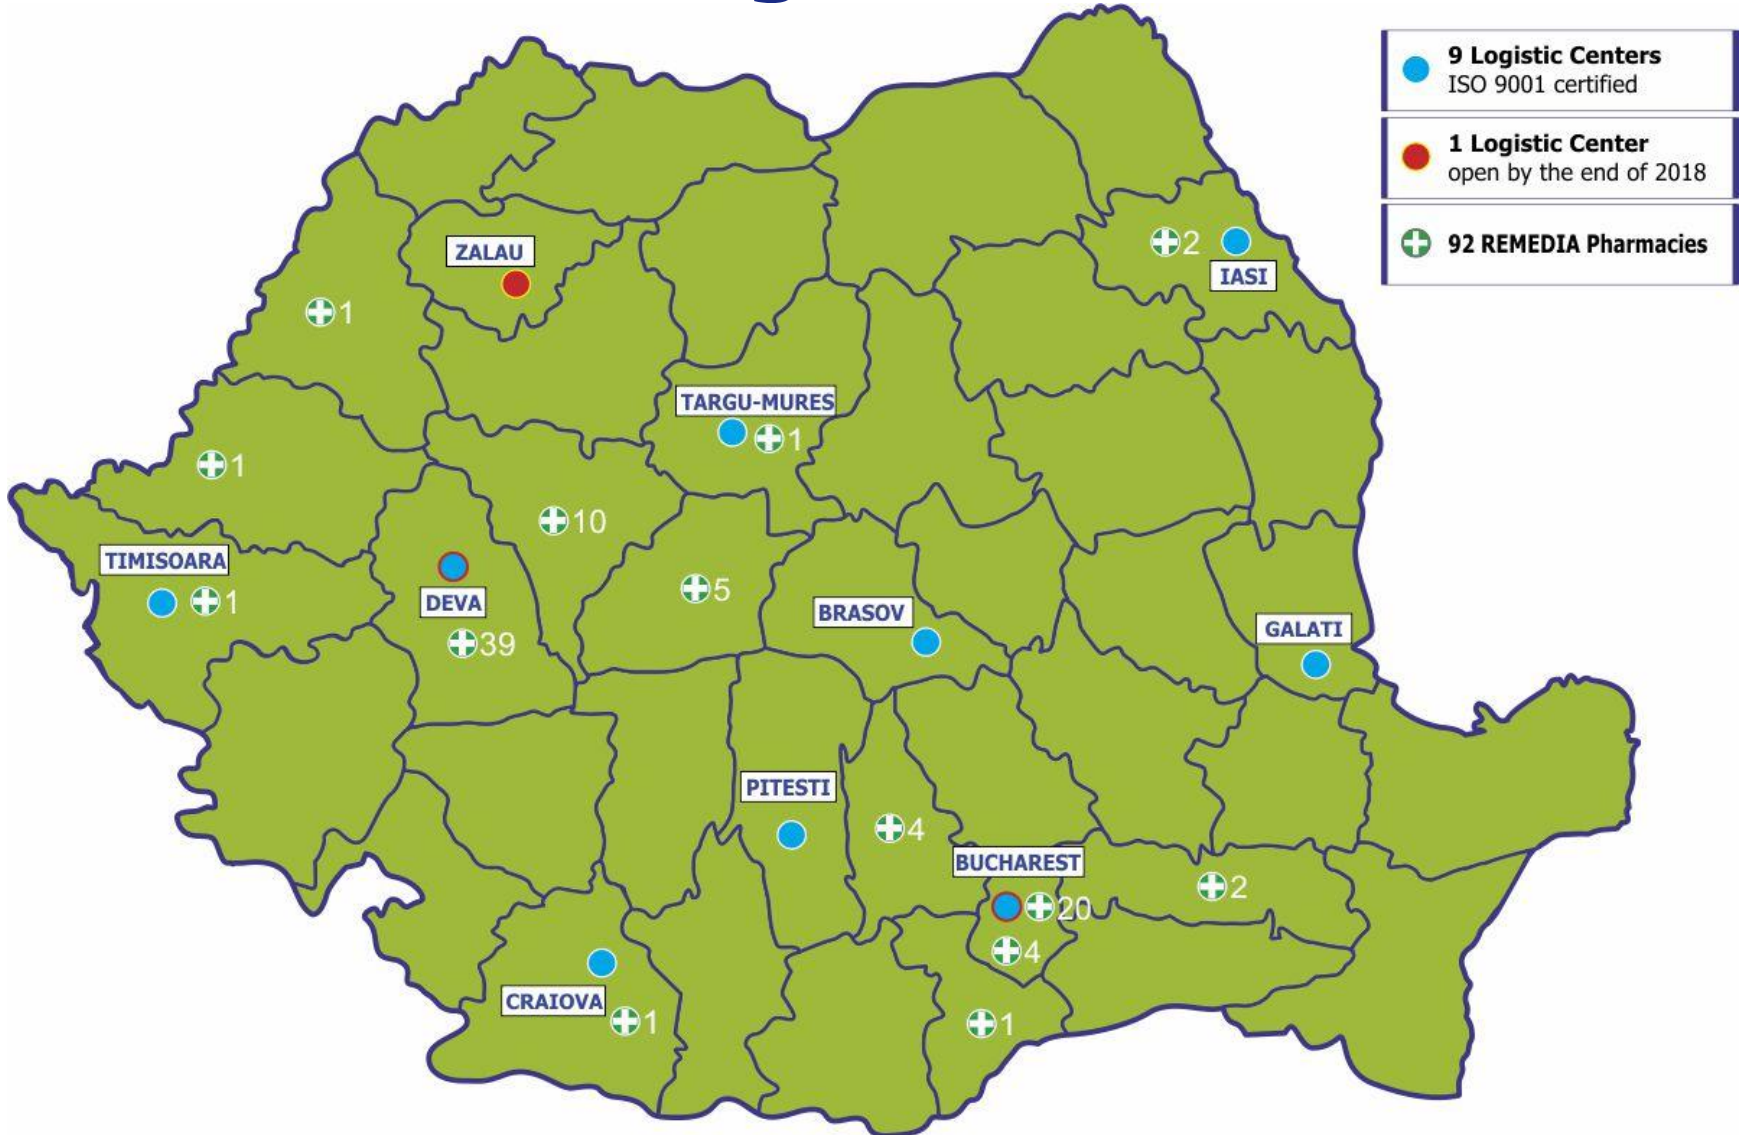 9 Logistic Centers
ISO 9001 certified
1 Logistic Center
open by the end of 2018
92 REMEDIA Pharmacies
ZALAU
2
IASI
1
TARGU-MURES
1
1
10
TIMISOARA
1
DEVA
39
5
BRASOV
GALATI
PITESTI
4
BUCHAREST
20
2
4
CRAIOVA
1
1